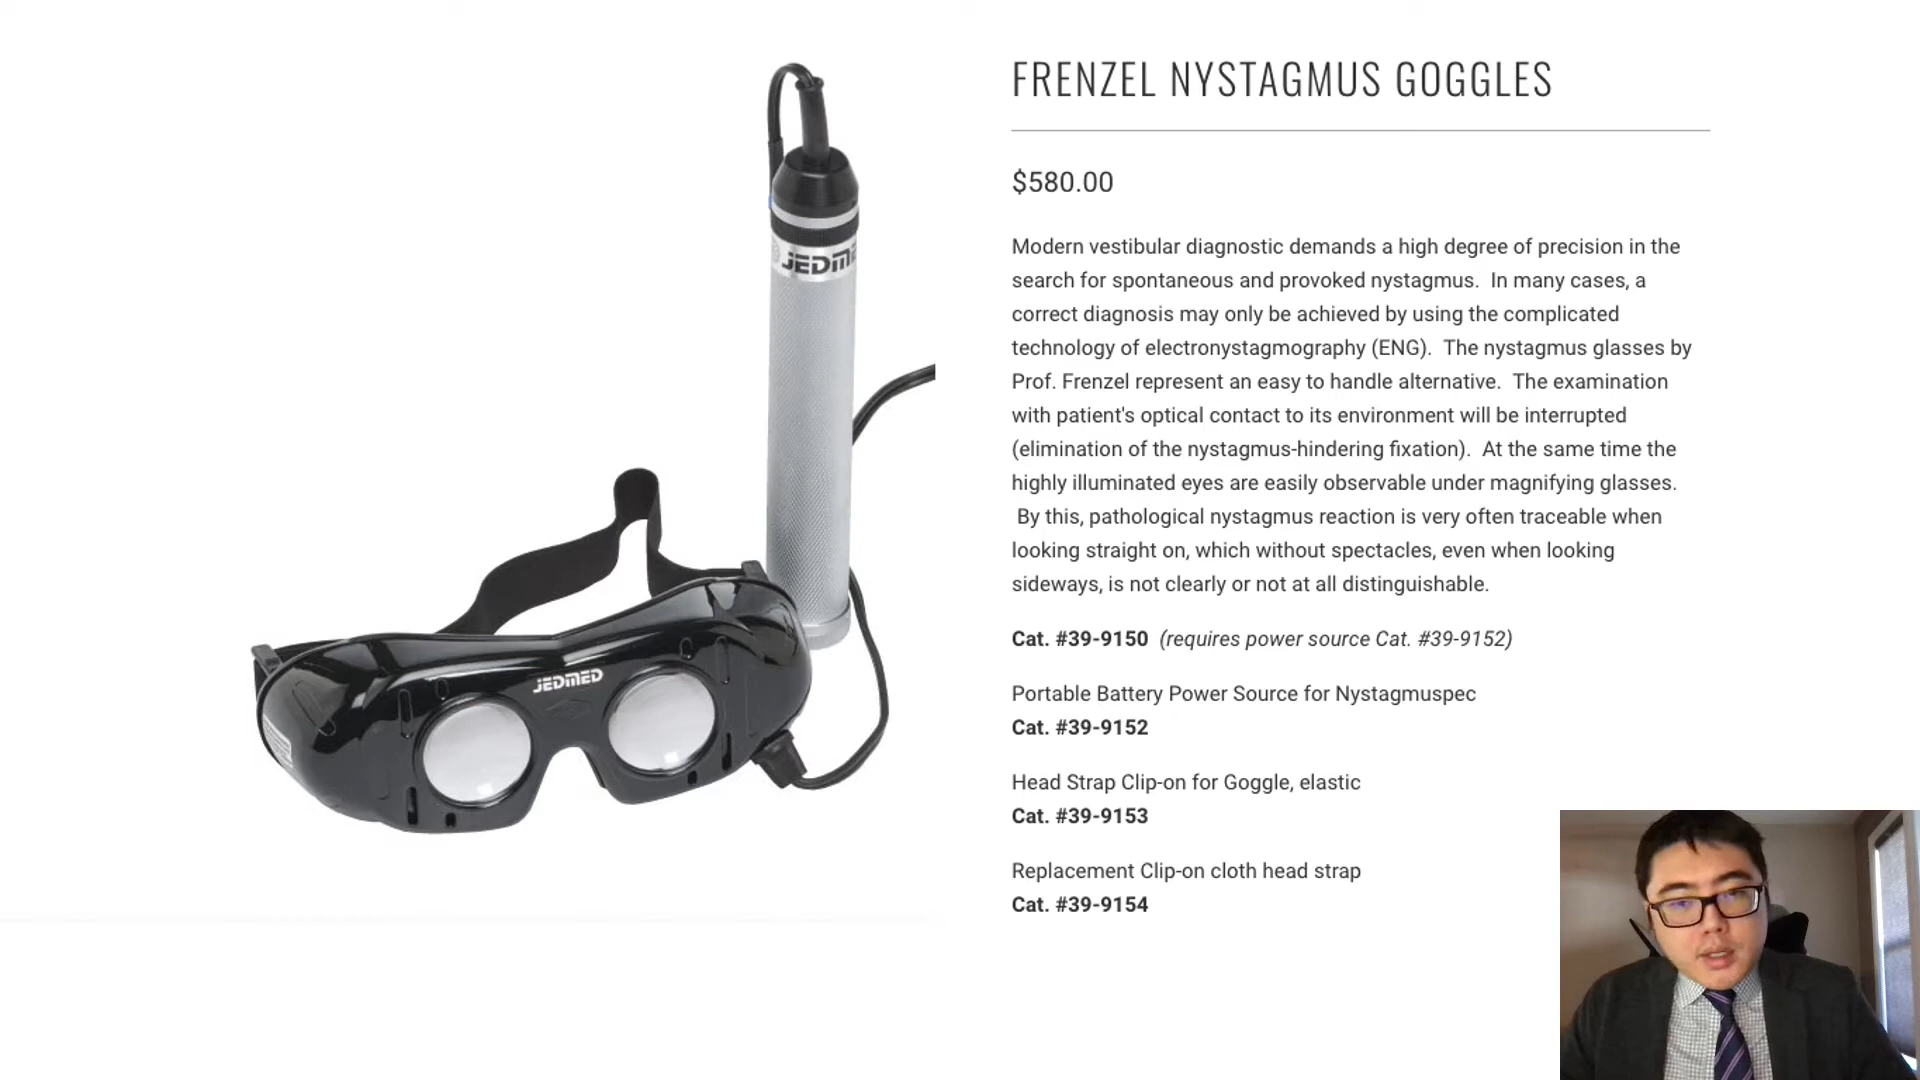 FRENZEL NYSTAGMUS GOGGLES
$580.00
Modern vestibular diagnostic demands a high degree of precision in the
search for spontaneous and provoked nystagmus.  In many cases, a
correct diagnosis may only be achieved by using the complicated
technology of electronystagmography (ENG).  The nystagmus glasses by
Prof. Frenzel represent an easy to handle alternative.  The examination
with patient's optical contact to its environment will be interrupted
(elimination of the nystagmus-hindering fixation).  At the same time the
highly illuminated eyes are easily observable under magnifying glasses.
By this, pathological nystagmus reaction is very often traceable when
looking straight on, which without spectacles, even when looking
sideways, is not clearly or not at all distinguishable.
Cat. #39-9150 (requires power source Cat. #39-9152)
Portable Battery Power Source for Nystagmuspec
Cat. #39-9152
Head Strap Clip-on for Goggle, elastic
Cat. #39-9153
Replacement Clip-on cloth head strap
Cat. #39-9154
JEDME
JEDMED